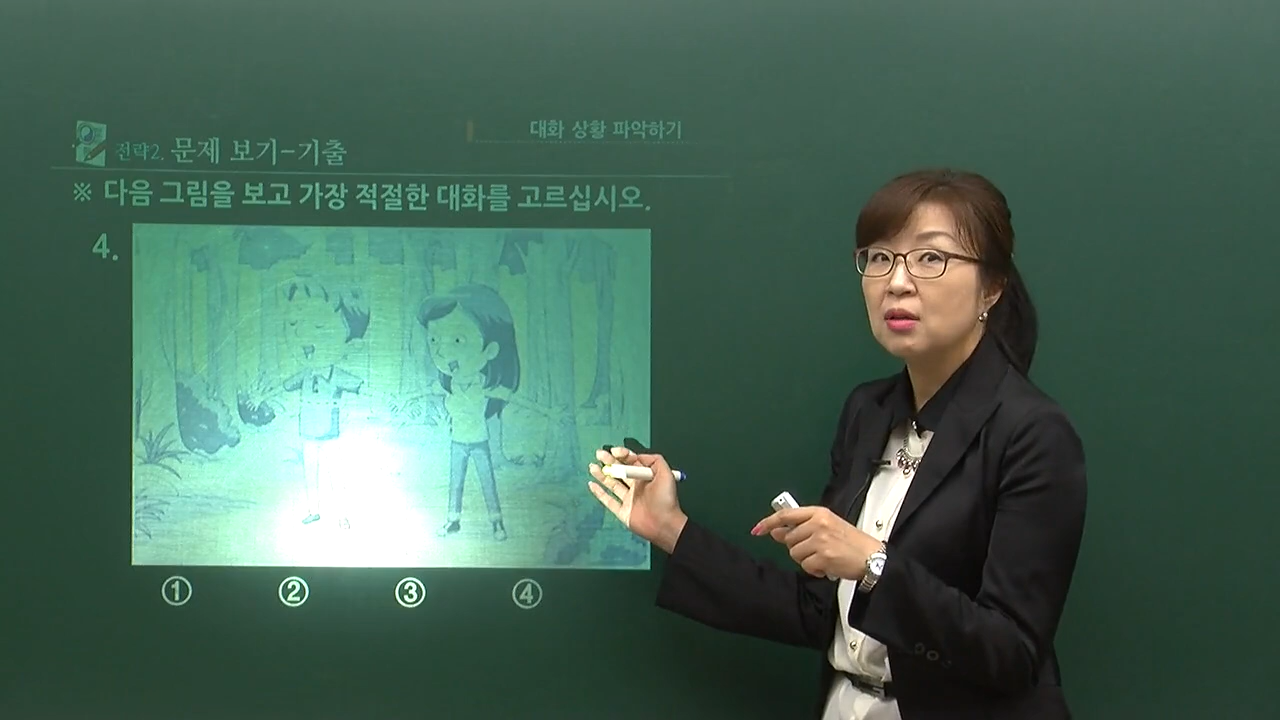 대화 상황 파악하기
전략2. 문제 보기-기출
※ 다음 그림을 보고 가장 적절한 대화를 고르십시오.
4.
① ② ③ ④